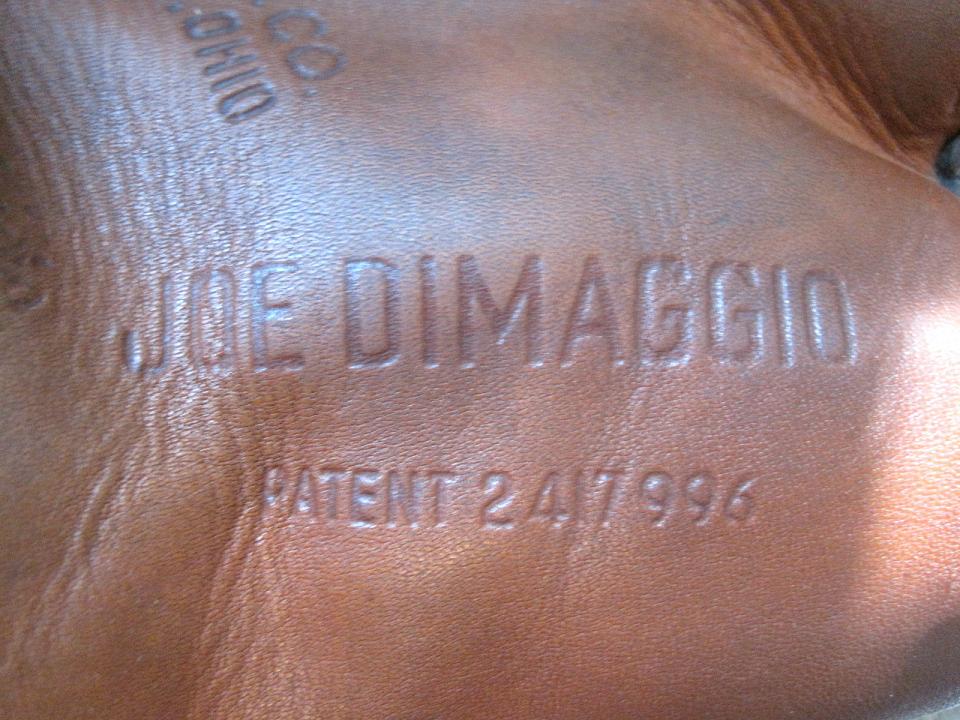 CO.
OHIO
JOE DIMAGGIO
PATENT 2417996